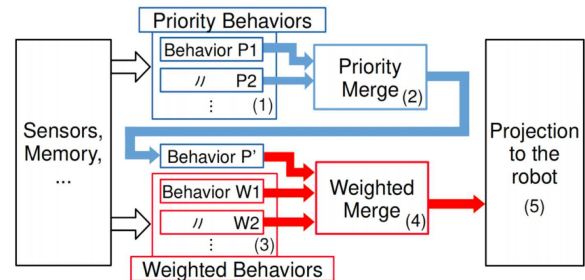 Priority Behaviors
Behavior P1
〃 P2
⋮ (1)
Priority
Merge (2)
Sensors,
Memory,
...
Behavior P'
Behavior W1
〃 W2
⋮ (3)
Weighted Behaviors
Weighted
Merge (4)
Projection
to the
robot
(5)